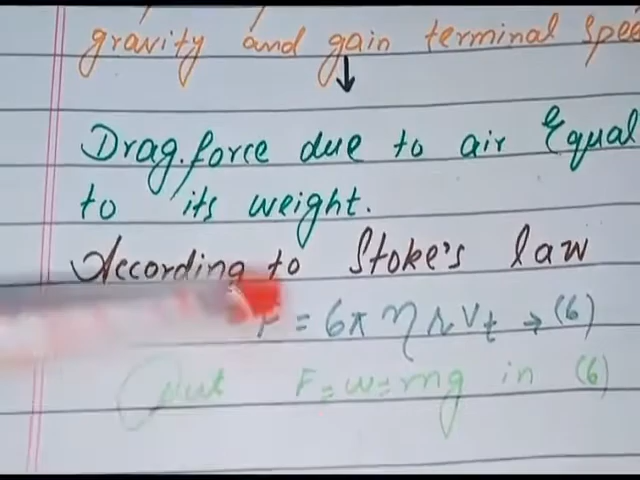 gravity and gain terminal spee
↓
Drag force due to air Equal
to its weight.
According to Stoke's law
F = 6π η r Vt → (6)
Put F = w = mg in (6)